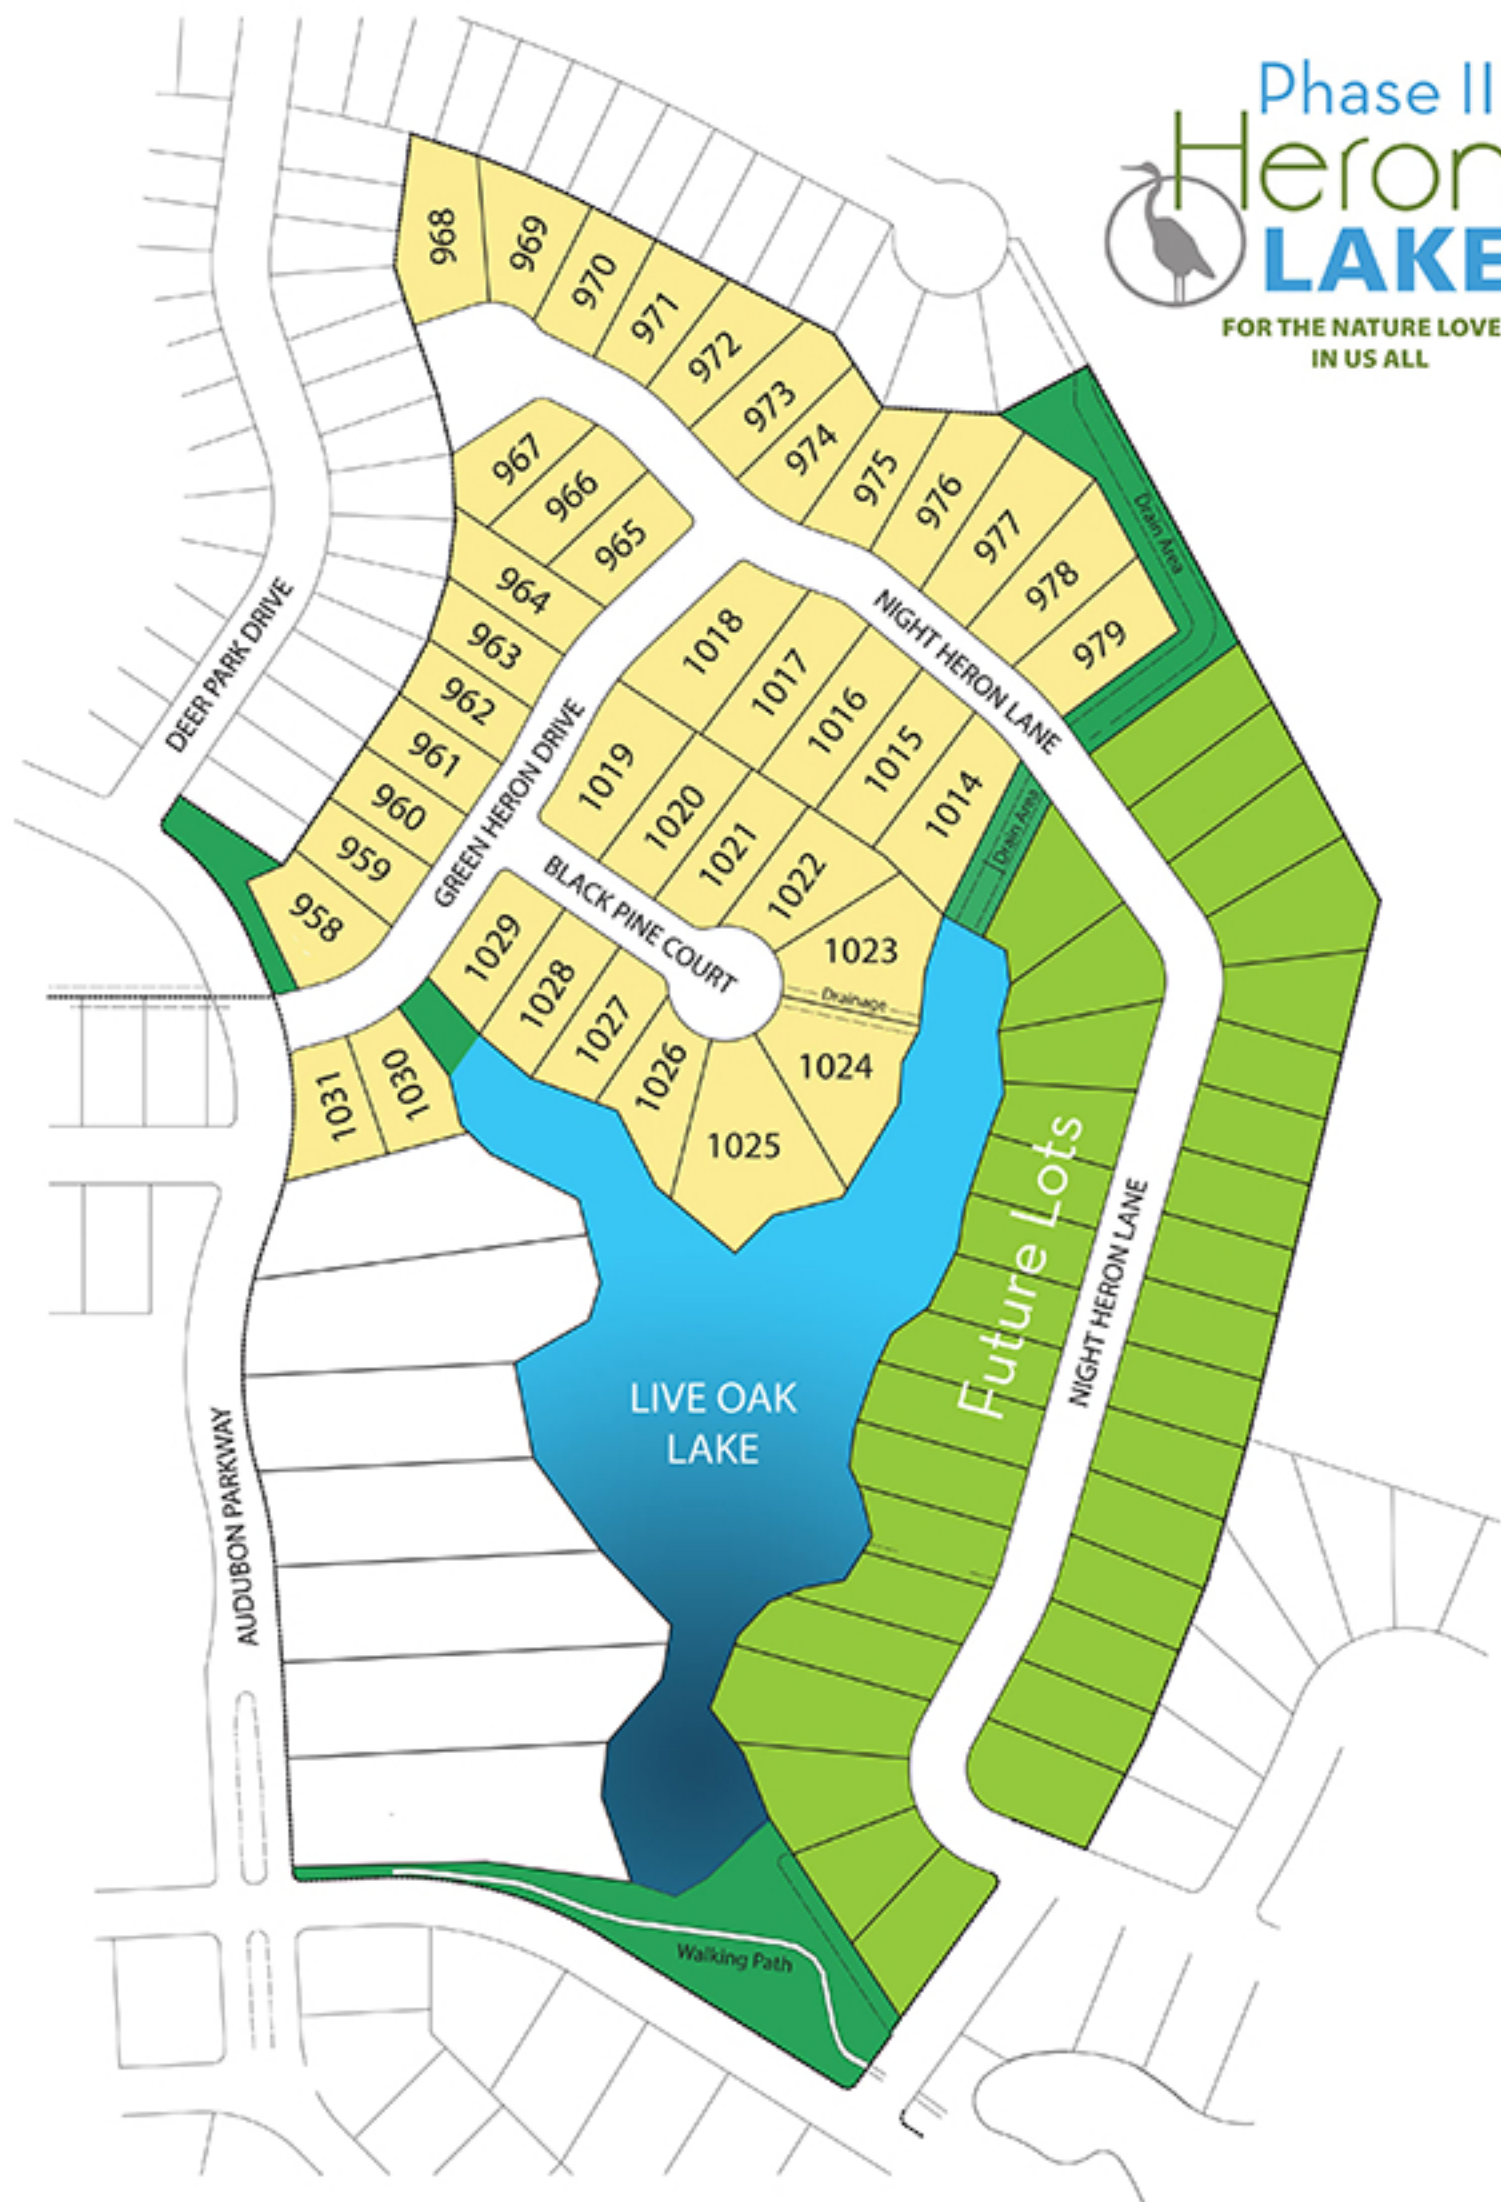 Phase II
Heron
LAKE
FOR THE NATURE LOVE
IN US ALL
968
969
970
971
972
973
974
975
976
977
978
979
Drain Area
967
966
965
964
963
962
961
960
959
958
DEER PARK DRIVE
GREEN HERON DRIVE
NIGHT HERON LANE
1018
1017
1016
1015
1014
Drain Area
1019
1020
1021
1022
1023
BLACK PINE COURT
Drainage
1029
1028
1027
1026
1025
1024
1031
1030
Future Lots
NIGHT HERON LANE
LIVE OAK
LAKE
AUDUBON PARKWAY
Walking Path